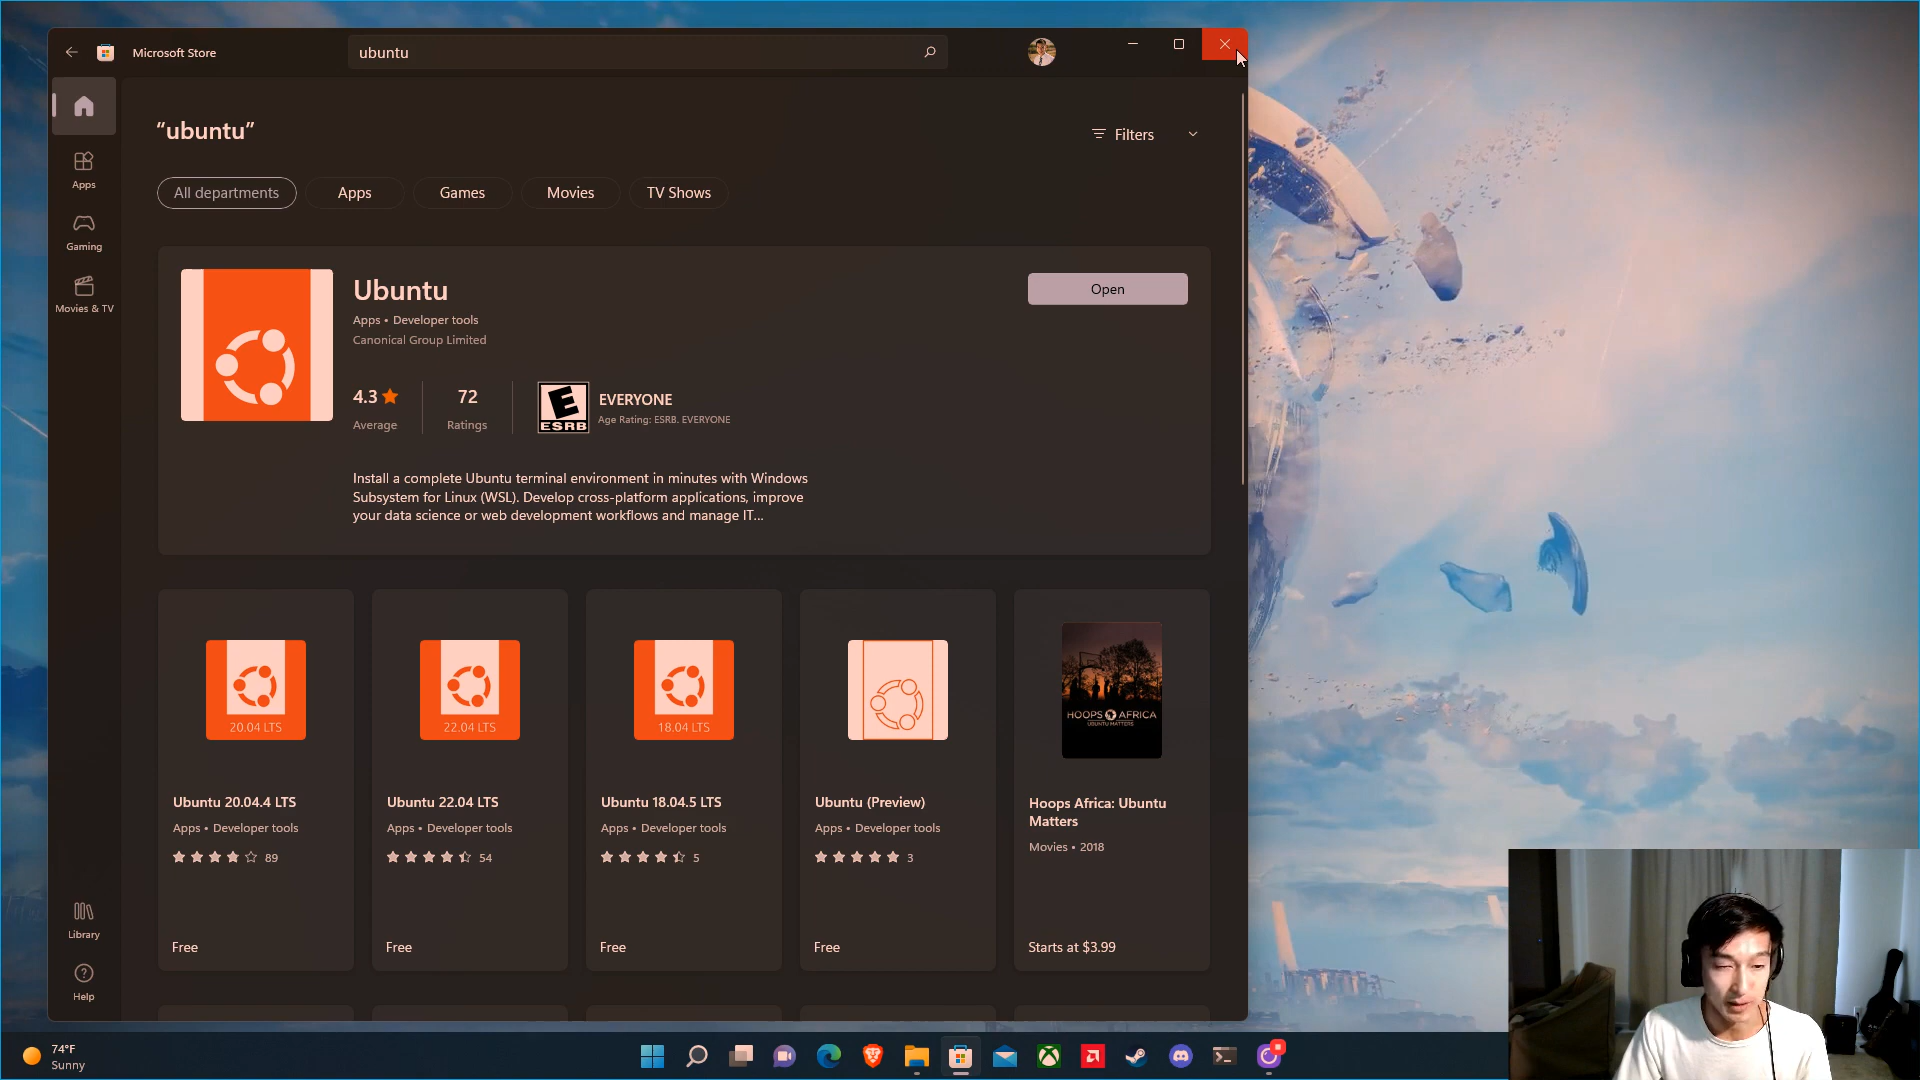 Microsoft Store
ubuntu
"ubuntu"
Filters
All departments
Apps
Games
Movies
TV Shows
Apps
Gaming
Movies & TV
Library
Help
Ubuntu
Apps • Developer tools
Canonical Group Limited
Open
4.3
Average
72
Ratings
E
ESRB
EVERYONE
Age Rating: ESRB. EVERYONE
Install a complete Ubuntu terminal environment in minutes with Windows
Subsystem for Linux (WSL). Develop cross-platform applications, improve
your data science or web development workflows and manage IT...
20.04 LTS
Ubuntu 20.04.4 LTS
Apps • Developer tools
89
Free
22.04 LTS
Ubuntu 22.04 LTS
Apps • Developer tools
54
Free
18.04 LTS
Ubuntu 18.04.5 LTS
Apps • Developer tools
5
Free
Ubuntu (Preview)
Apps • Developer tools
3
Free
HOOPS AFRICA
UBUNTU MATTERS
Hoops Africa: Ubuntu
Matters
Movies • 2018
Starts at $3.99
74°F
Sunny